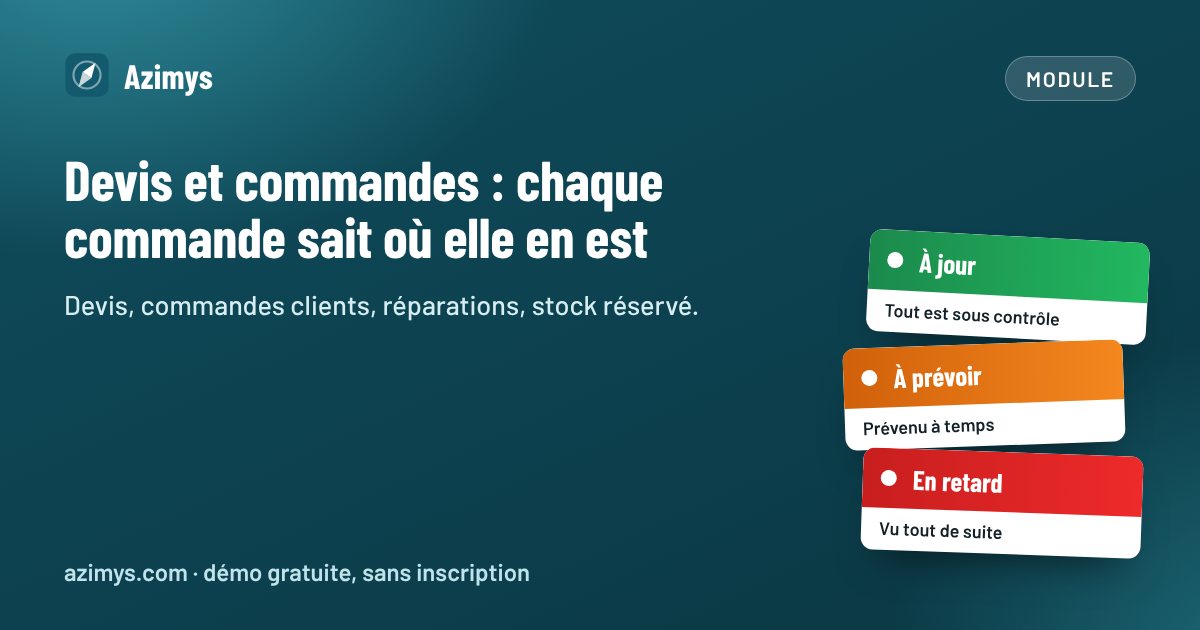 Azimys
MODULE
Devis et commandes : chaque
commande sait où elle en est
Devis, commandes clients, réparations, stock réservé.
À jour
Tout est sous contrôle
À prévoir
Prévenu à temps
En retard
Vu tout de suite
azimys.com · démo gratuite, sans inscription